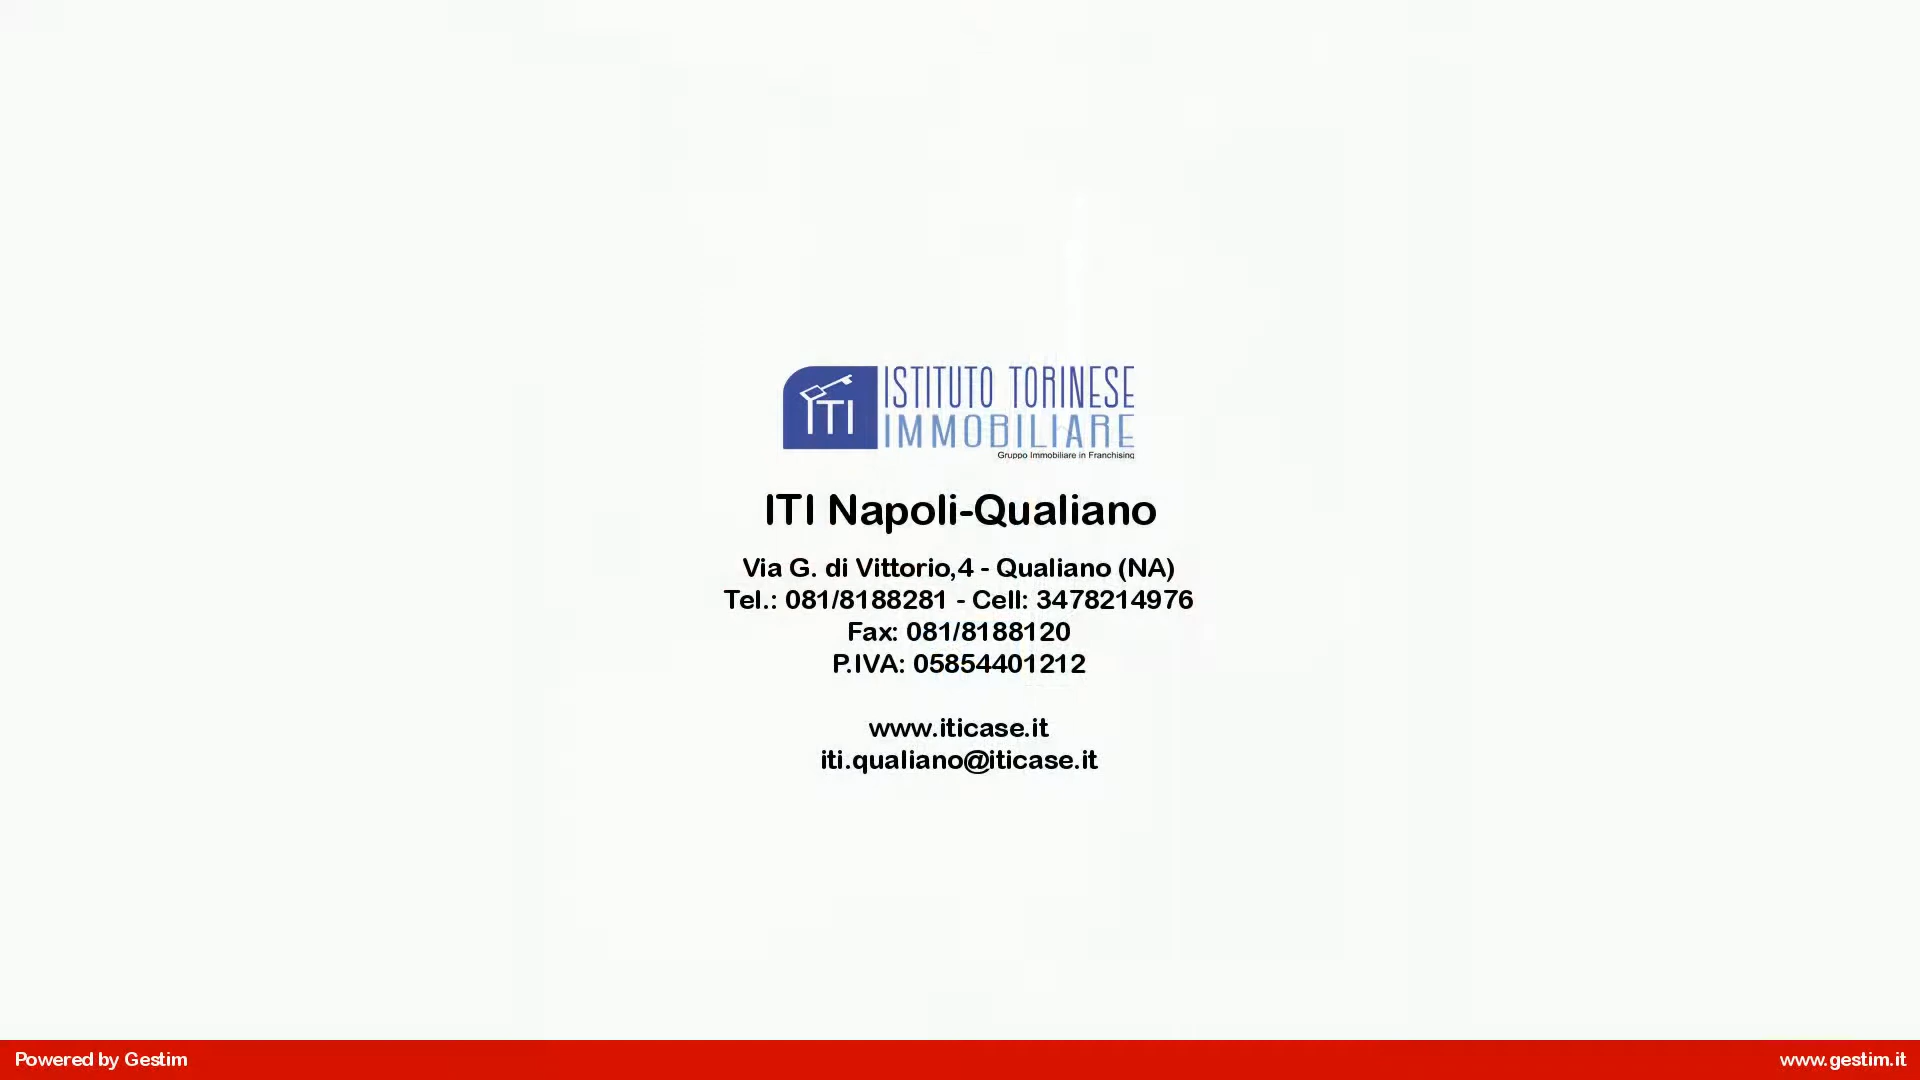 ITI
ISTITUTO TORINESE
IMMOBILIARE
Gruppo Immobiliare in Franchising
ITI Napoli-Qualiano
Via G. di Vittorio,4 - Qualiano (NA)
Tel.: 081/8188281 - Cell: 3478214976
Fax: 081/8188120
P.IVA: 05854401212
www.iticase.it
iti.qualiano@iticase.it
Powered by Gestim
www.gestim.it